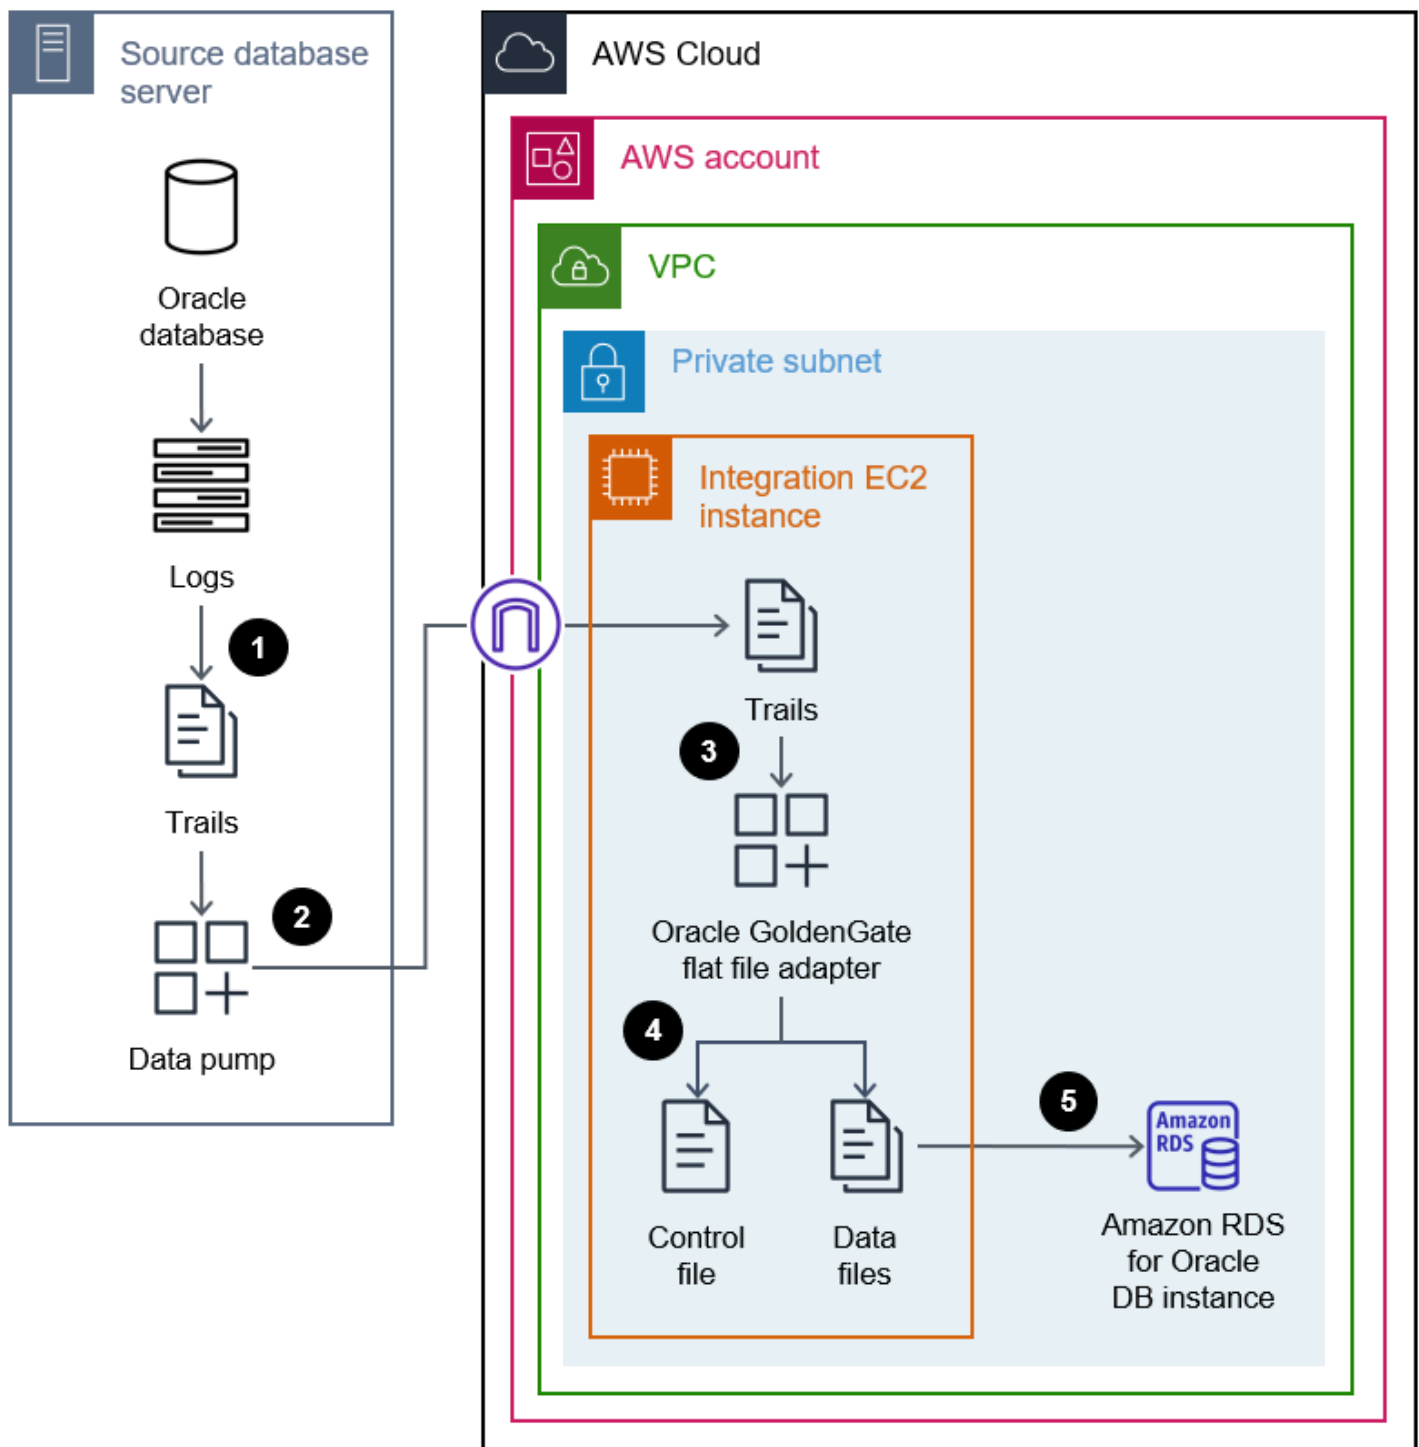 Source database
server
Oracle
database
Logs
1
Trails
2
Data pump
AWS Cloud
AWS account
VPC
Private subnet
Integration EC2
instance
Trails
3
Oracle GoldenGate
flat file adapter
4
Control
file
Data
files
5
Amazon
RDS
Amazon RDS
for Oracle
DB instance